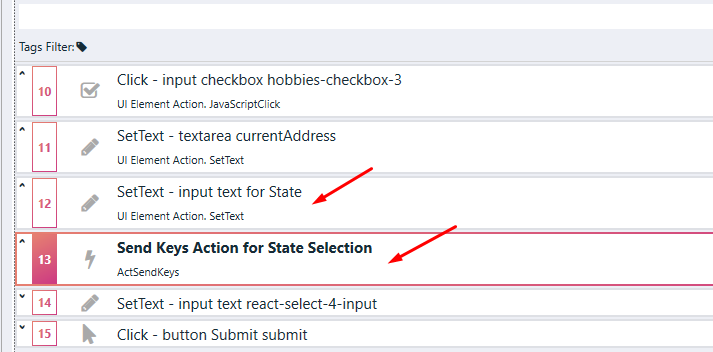 Tags Filter:
10
Click - input checkbox hobbies-checkbox-3
UI Element Action. JavaScriptClick
11
SetText - textarea currentAddress
UI Element Action. SetText
12
SetText - input text for State
UI Element Action. SetText
13
Send Keys Action for State Selection
ActSendKeys
14
SetText - input text react-select-4-input
15
Click - button Submit submit